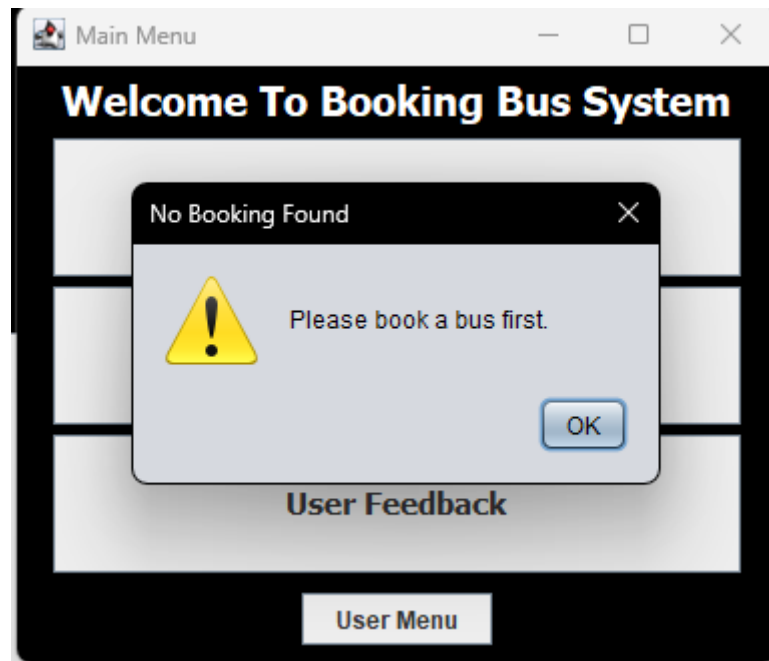 Main Menu
Welcome To Booking Bus System
No Booking Found
Please book a bus first.
OK
User Feedback
User Menu